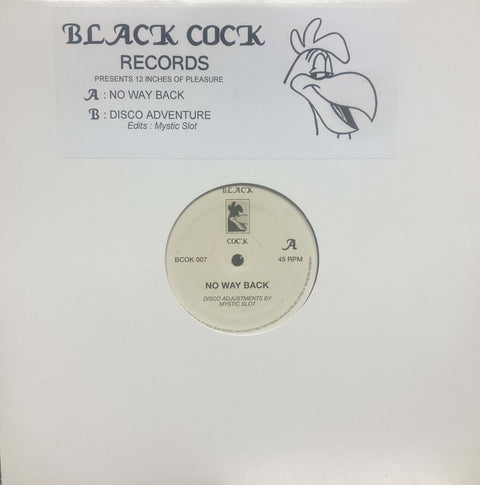 BLACK COCK
RECORDS
PRESENTS 12 INCHES OF PLEASURE
A : NO WAY BACK
B : DISCO ADVENTURE
Edits : Mystic Slot
BLACK
COCK
BCOK 007
A
45 RPM
NO WAY BACK
DISCO ADJUSTMENTS BY
MYSTIC SLOT